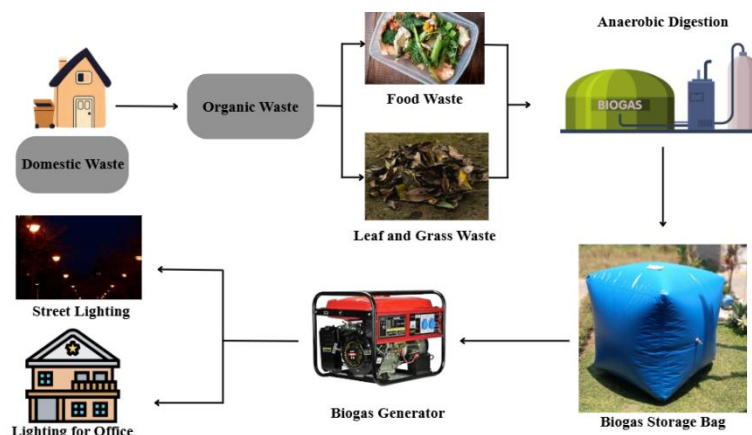 Anaerobic Digestion
Organic Waste
Food Waste
BIOGAS
Domestic Waste
Leaf and Grass Waste
Street Lighting
Biogas Generator
Lighting for Office
Biogas Storage Bag